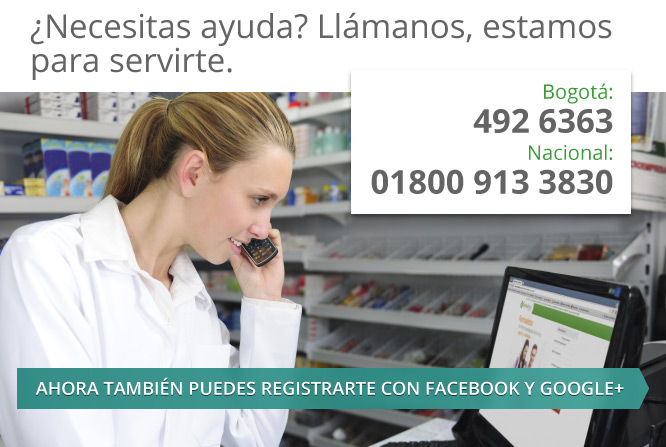 ¿Necesitas ayuda? Llámanos, estamos
para servirte.
Bogotá:
492 6363
Nacional:
01800 913 3830
AHORA TAMBIÉN PUEDES REGISTRARTE CON FACEBOOK Y GOOGLE+